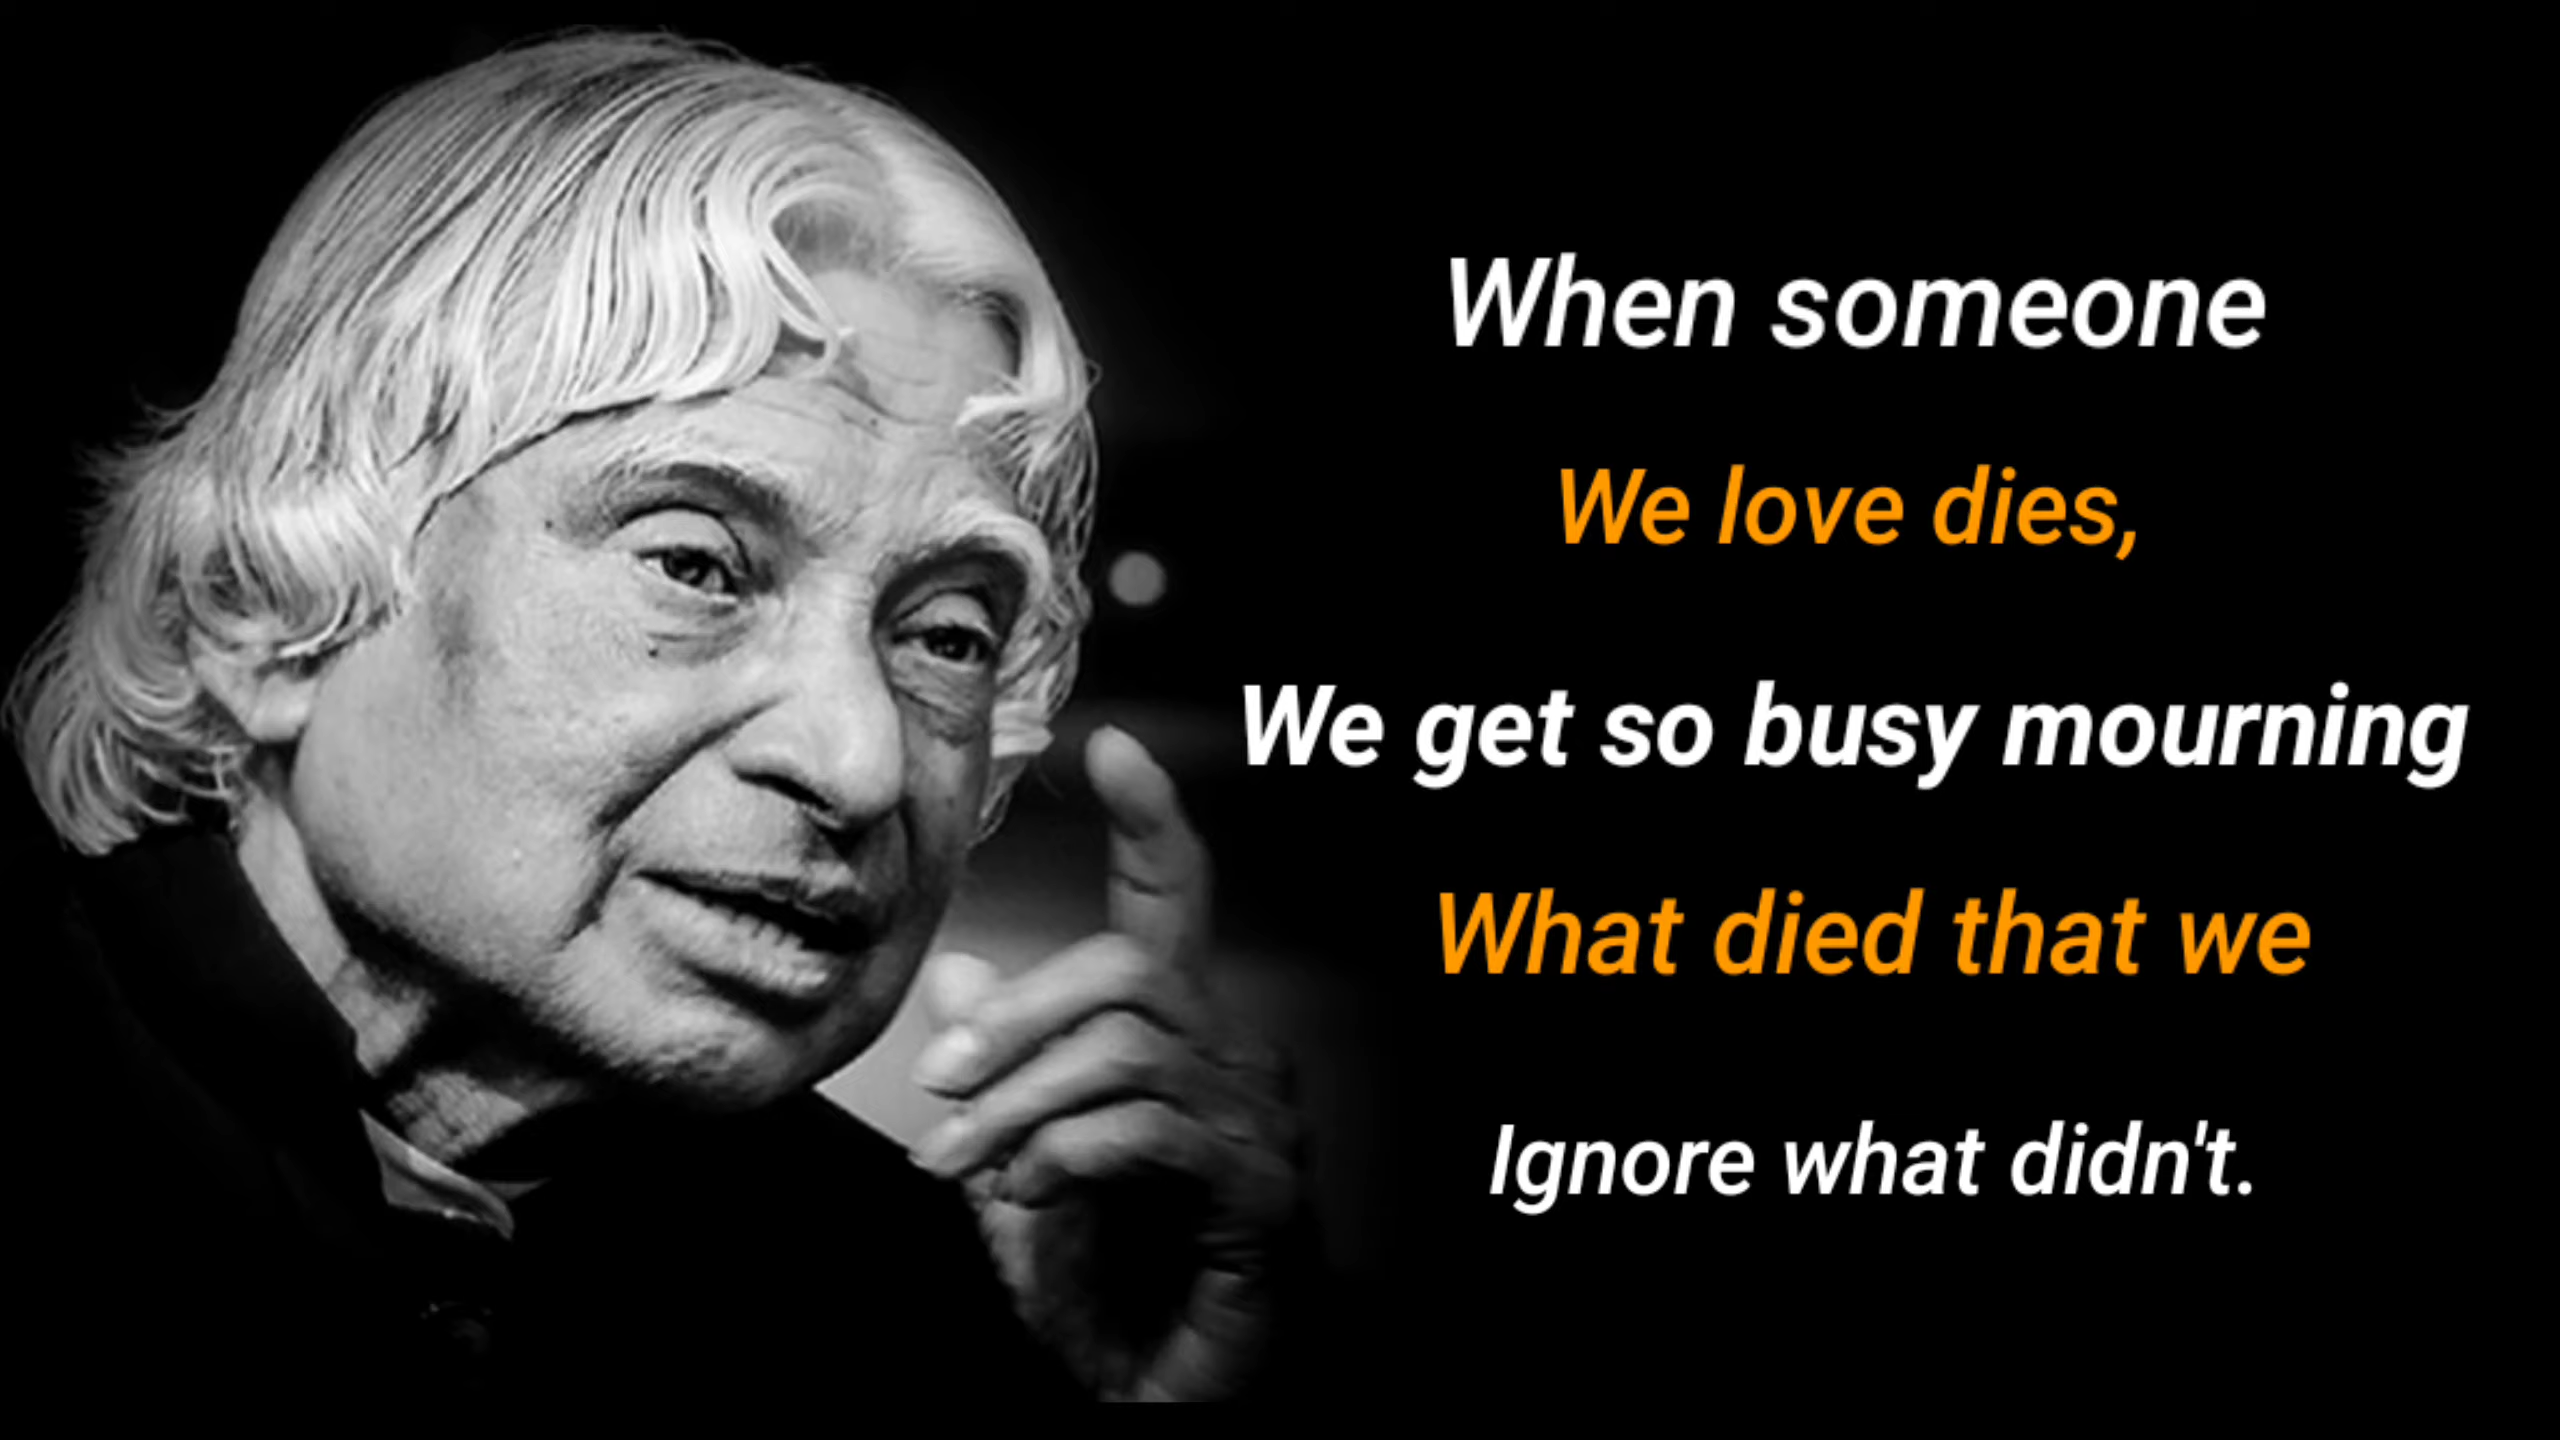 When someone
We love dies,
We get so busy mourning
What died that we
Ignore what didn't.